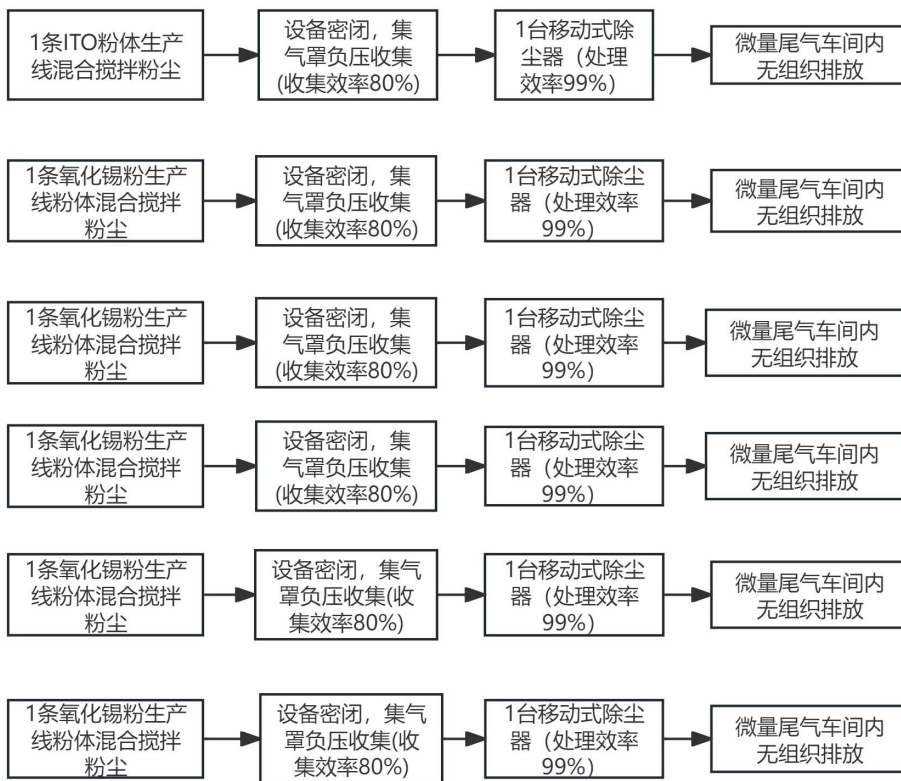 1条ITO粉体生产
线混合搅拌粉尘
设备密闭，集
气罩负压收集
(收集效率80%)
1台移动式除
尘器（处理
效率99%）
微量尾气车间内
无组织排放
1条氧化锡粉生产
线粉体混合搅拌
粉尘
设备密闭，集
气罩负压收集
(收集效率80%)
1台移动式除尘
器（处理效率
99%）
微量尾气车间内
无组织排放
1条氧化锡粉生产
线粉体混合搅拌
粉尘
设备密闭，集
气罩负压收集
(收集效率80%)
1台移动式除尘
器（处理效率
99%）
微量尾气车间内
无组织排放
1条氧化锡粉生产
线粉体混合搅拌
粉尘
设备密闭，集
气罩负压收集
(收集效率80%)
1台移动式除尘
器（处理效率
99%）
微量尾气车间内
无组织排放
1条氧化锡粉生产
线粉体混合搅拌
粉尘
设备密闭，集气
罩负压收集(收
集效率80%)
1台移动式除尘
器（处理效率
99%）
微量尾气车间内
无组织排放
1条氧化锡粉生产
线粉体混合搅拌
粉尘
设备密闭，集气
罩负压收集(收
集效率80%)
1台移动式除尘
器（处理效率
99%）
微量尾气车间内
无组织排放